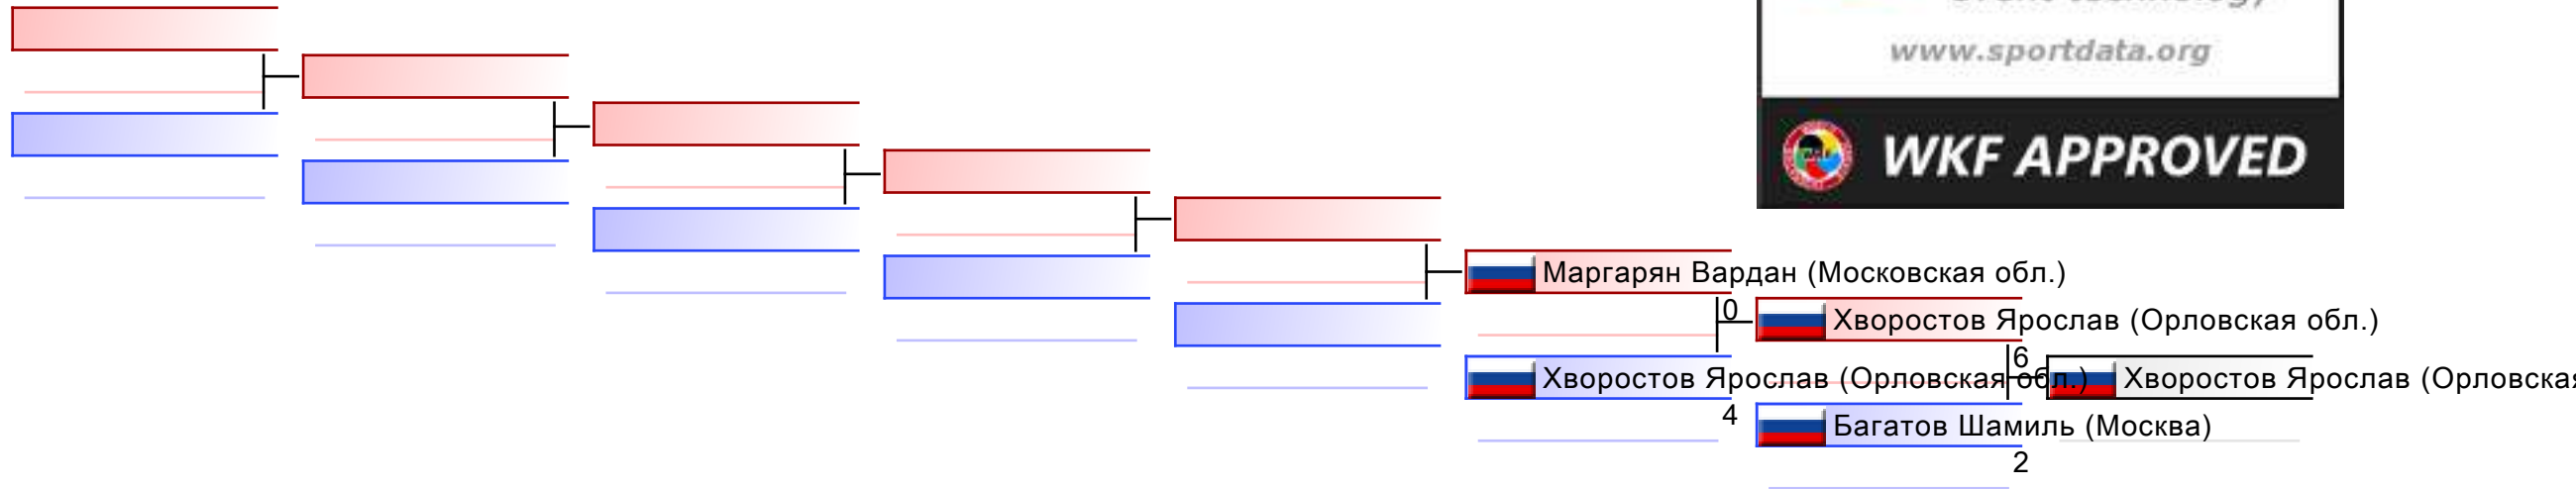 www.sportdata.org
WKF APPROVED
Маргарян Вардан (Московская обл.)
0
Хворостов Ярослав (Орловская обл.)
6
Хворостов Ярослав (Орловская обл.)
Хворостов Ярослав (Орловская
4
Багатов Шамиль (Москва)
2